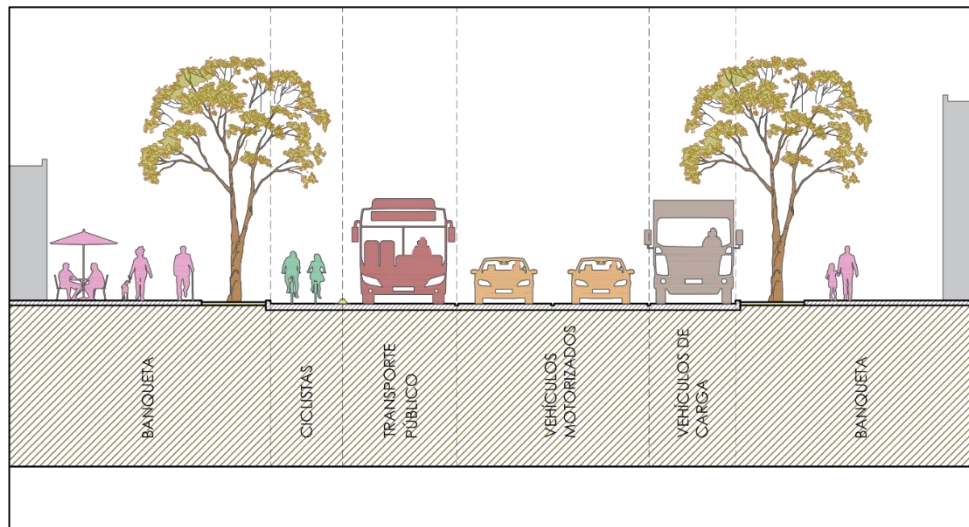 BANQUETA
CICLISTAS
TRANSPORTE
PÚBLICO
VEHÍCULOS
MOTORIZADOS
VEHÍCULOS DE
CARGA
BANQUETA